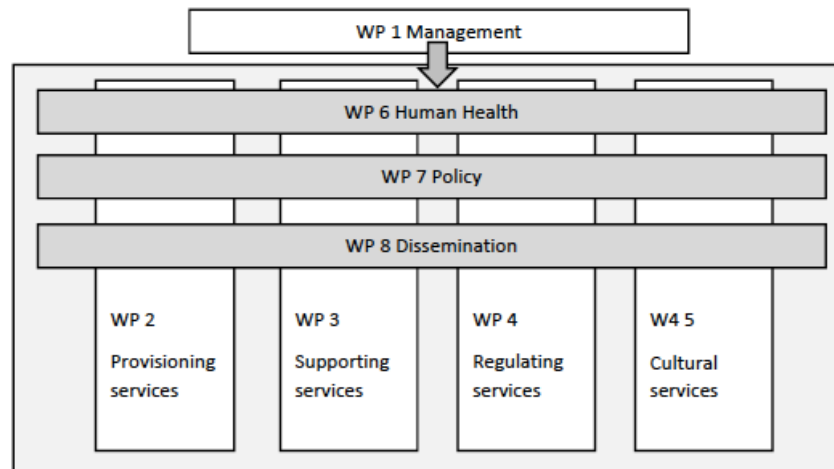 WP 1 Management
WP 6 Human Health
WP 7 Policy
WP 8 Dissemination
WP 2
Provisioning
services
WP 3
Supporting
services
WP 4
Regulating
services
W4 5
Cultural
services